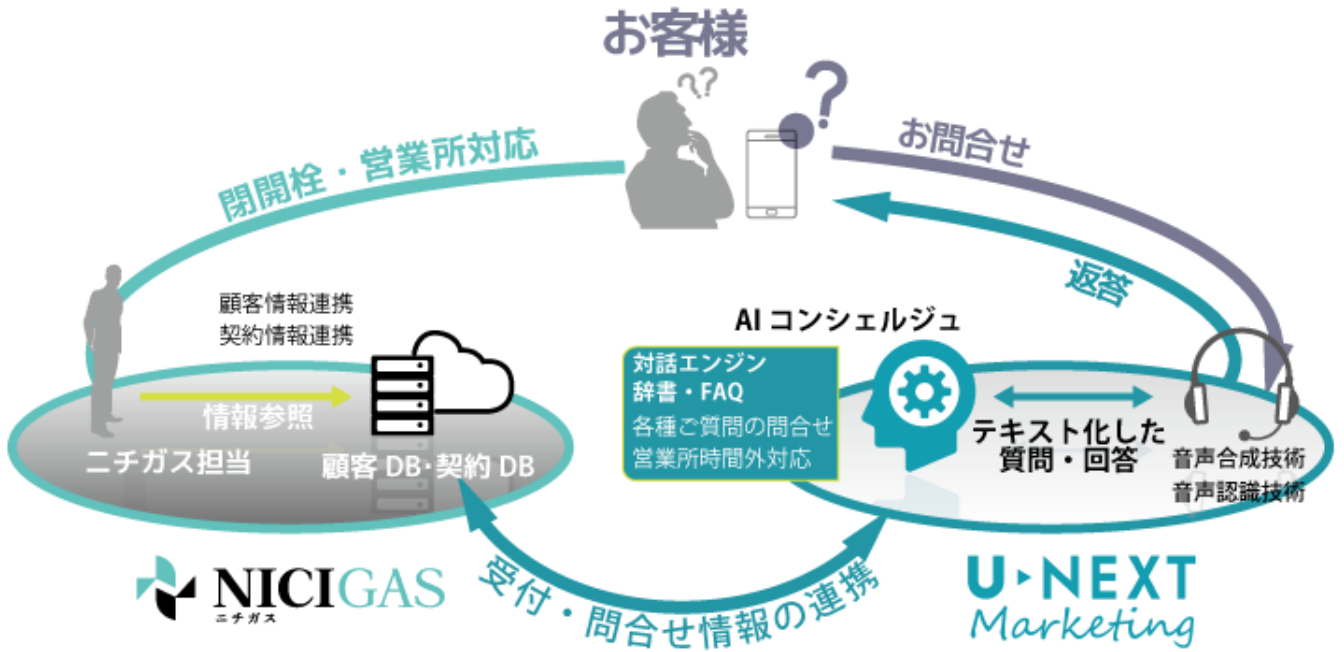 お客様
??
?
お問合せ
閉開栓・営業所対応
返答
顧客情報連携
契約情報連携
AI コンシェルジュ
対話エンジン
辞書・FAQ
各種ご質問の問合せ
営業所時間外対応
情報参照
テキスト化した
質問・回答
ニチガス担当
顧客 DB・契約 DB
音声合成技術
音声認識技術
受付・問合せ情報の連携
NICIGAS
ニチガス
U NEXT
Marketing